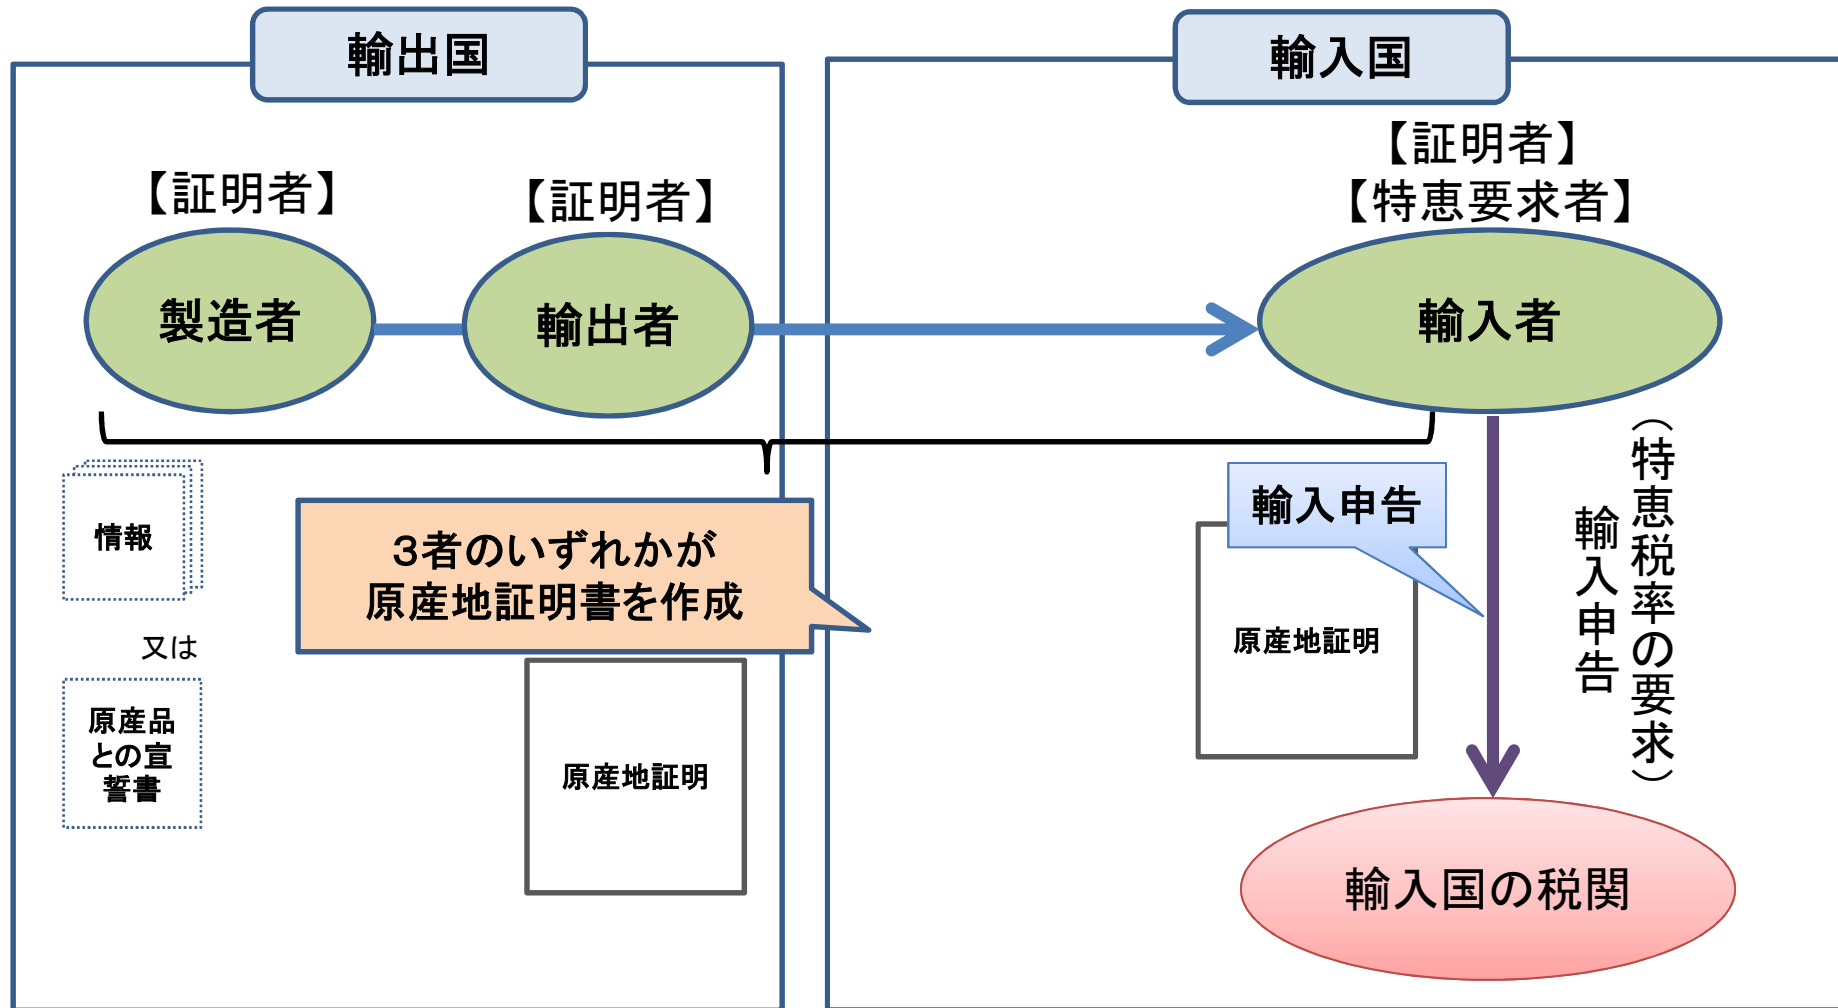 輸出国
輸入国
【証明者】
【証明者】
【証明者】
【特恵要求者】
製造者
輸出者
輸入者
情報
又は
原産品
との宣
誓書
３者のいずれかが
原産地証明書を作成
原産地証明
輸入申告
原産地証明
（特恵税率の要求）
輸入申告
輸入国の税関